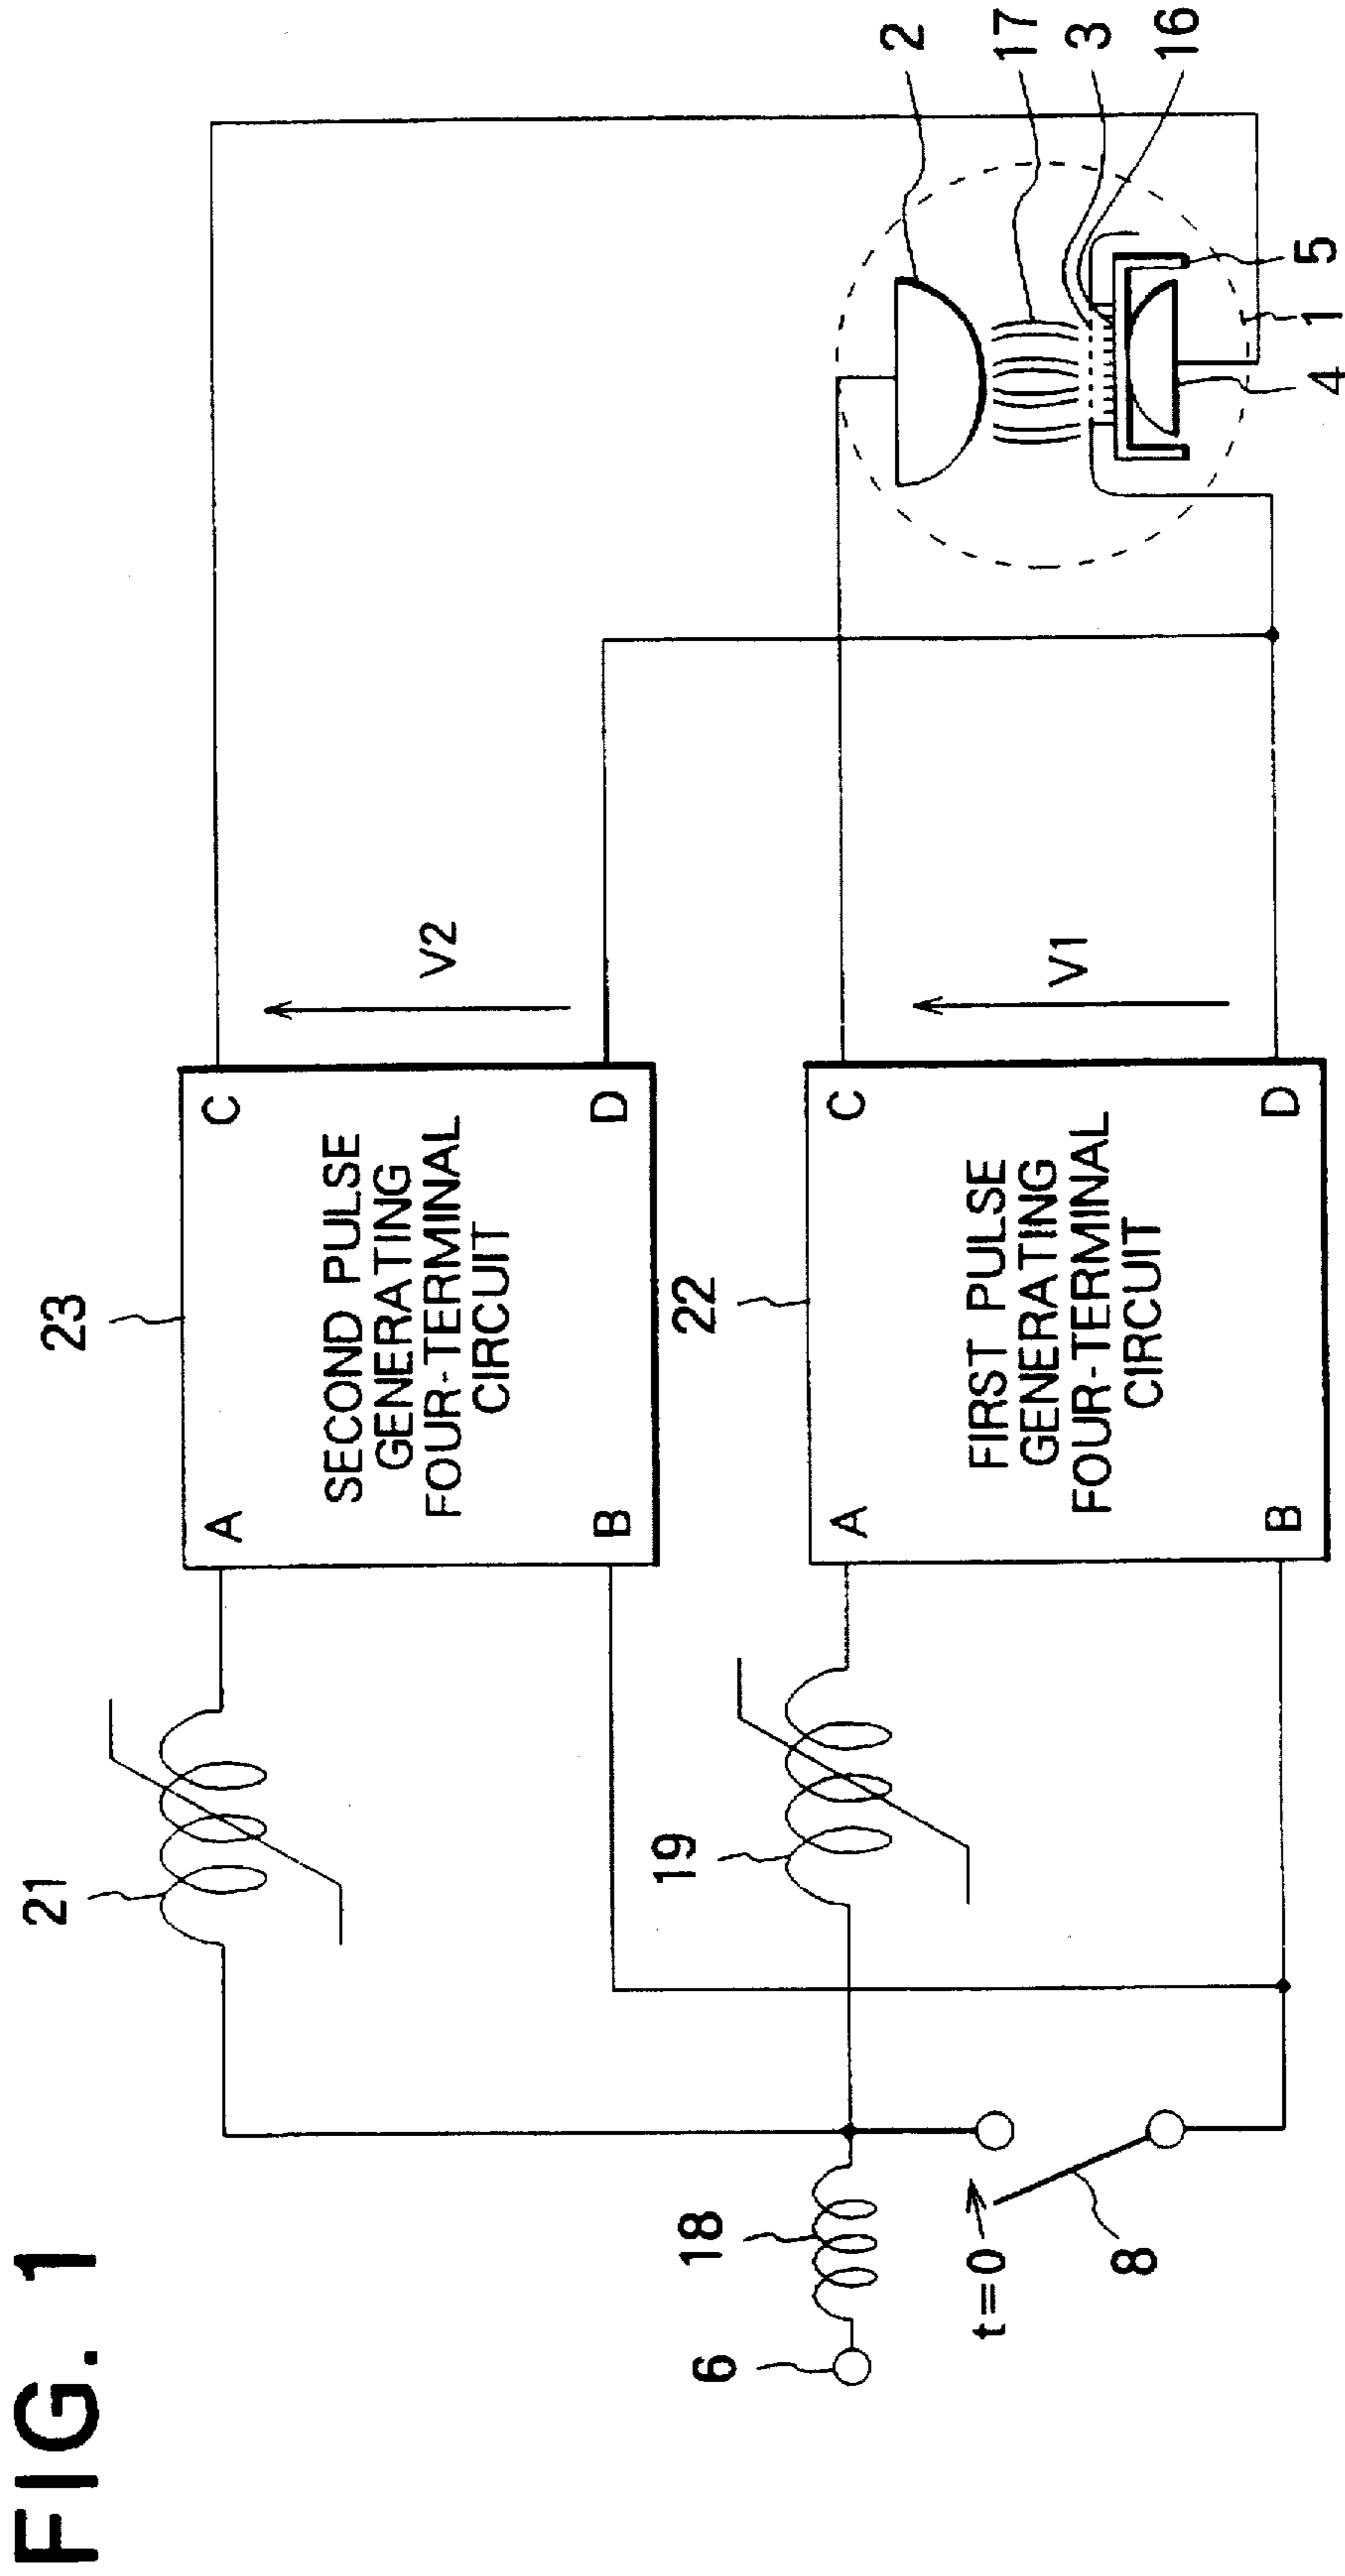 FIG. 1
23
21
A
C
SECOND PULSE
GENERATING
FOUR-TERMINAL
CIRCUIT
B
D
V2
22
19
A
C
FIRST PULSE
GENERATING
FOUR-TERMINAL
CIRCUIT
B
D
V1
6
18
t=0
8
2
17
3
16
5
1
4